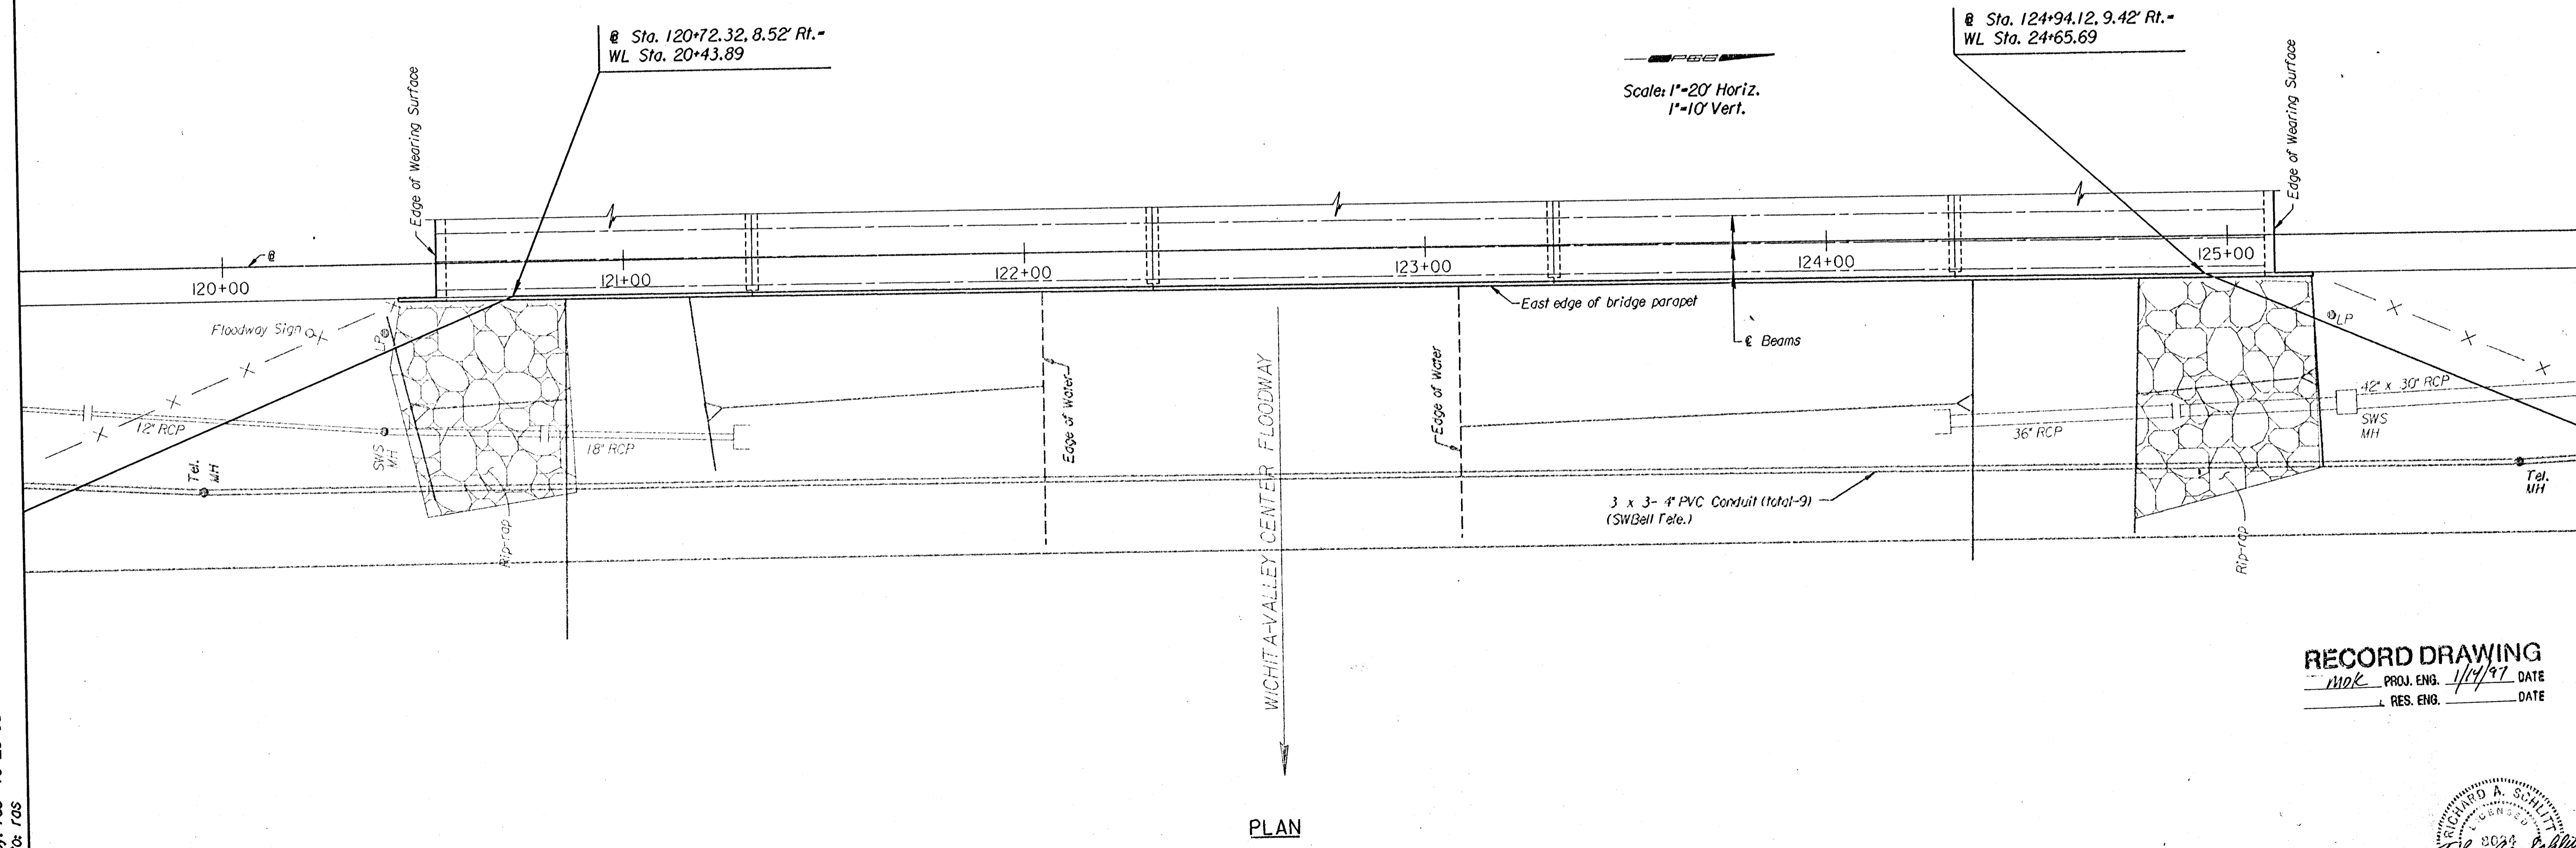 ℄ Sta. 120+72.32, 8.52' Rt.=
WL Sta. 20+43.89
℄ Sta. 124+94.12, 9.42' Rt.=
WL Sta. 24+65.69
Scale: 1"=20' Horiz.
1"=10' Vert.
Edge of Wearing Surface
Edge of Wearing Surface
120+00
121+00
122+00
123+00
124+00
125+00
East edge of bridge parapet
℄ Beams
Floodway Sign
LP
LP
12" RCP
SWS
MH
18" RCP
Tel.
MH
Rip-rap
Edge of Water
WICHITA-VALLEY CENTER FLOODWAY
Edge of Water
36" RCP
42" x 30" RCP
SWS
MH
3 x 3- 4" PVC Conduit (total-9)
(SWBell Tele.)
Tel.
MH
Rip-rap
RECORD DRAWING
MDK PROJ. ENG. 1/14/97 DATE
RES. ENG. DATE
PLAN
RICHARD A. SCHLITT
LICENSED
8034
ras